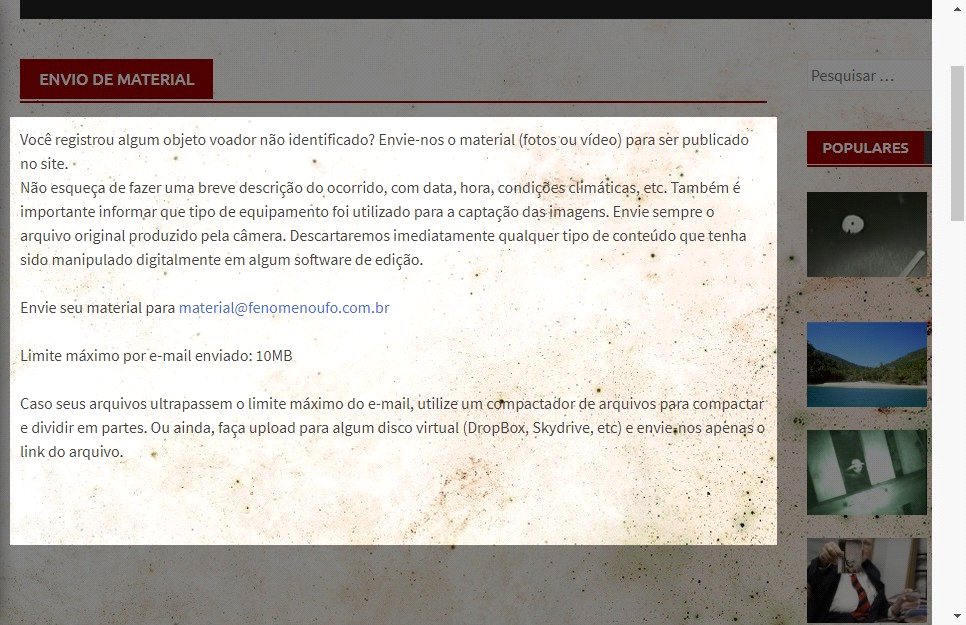 ENVIO DE MATERIAL
Você registrou algum objeto voador não identificado? Envie-nos o material (fotos ou vídeo) para ser publicado
no site.
Não esqueça de fazer uma breve descrição do ocorrido, com data, hora, condições climáticas, etc. Também é
importante informar que tipo de equipamento foi utilizado para a captação das imagens. Envie sempre o
arquivo original produzido pela câmera. Descartaremos imediatamente qualquer tipo de conteúdo que tenha
sido manipulado digitalmente em algum software de edição.
Envie seu material para material@fenomenoufo.com.br
Limite máximo por e-mail enviado: 10MB
Caso seus arquivos ultrapassem o limite máximo do e-mail, utilize um compactador de arquivos para compactar
e dividir em partes. Ou ainda, faça upload para algum disco virtual (DropBox, Skydrive, etc) e envie-nos apenas o
link do arquivo.
Pesquisar …
POPULARES